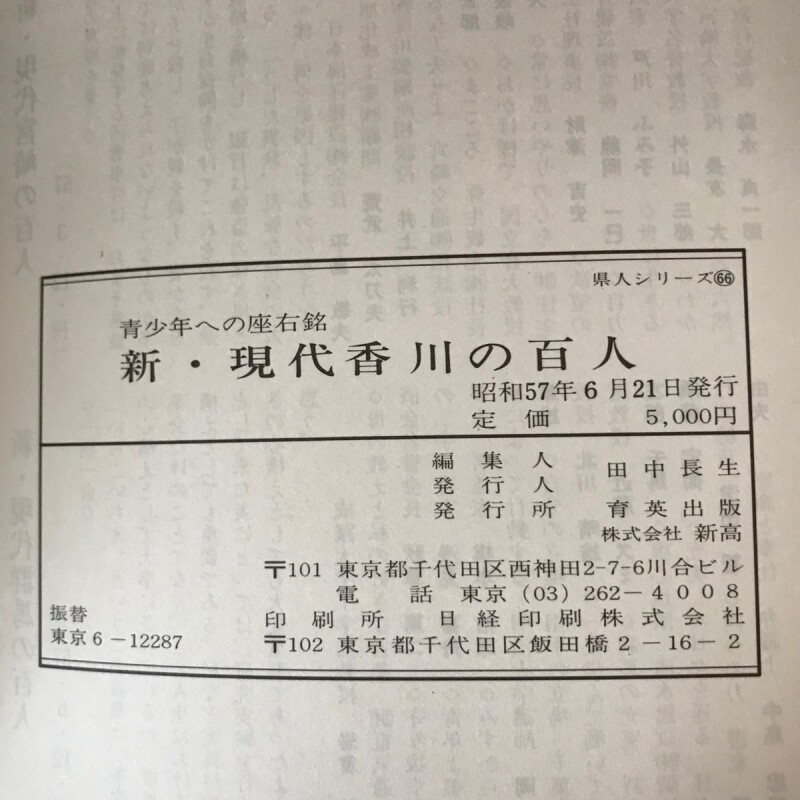 県人シリーズ66
青少年への座右銘
新・現代香川の百人
昭和57年6月21日発行
定価 5,000円
編集人
発行人 田中長生
発行所 育英出版
株式会社 新高
〒101 東京都千代田区西神田2-7-6川合ビル
電話 東京(03)262-4008
振替
東京6-12287
印刷所 日経印刷株式会社
〒102 東京都千代田区飯田橋2-16-2